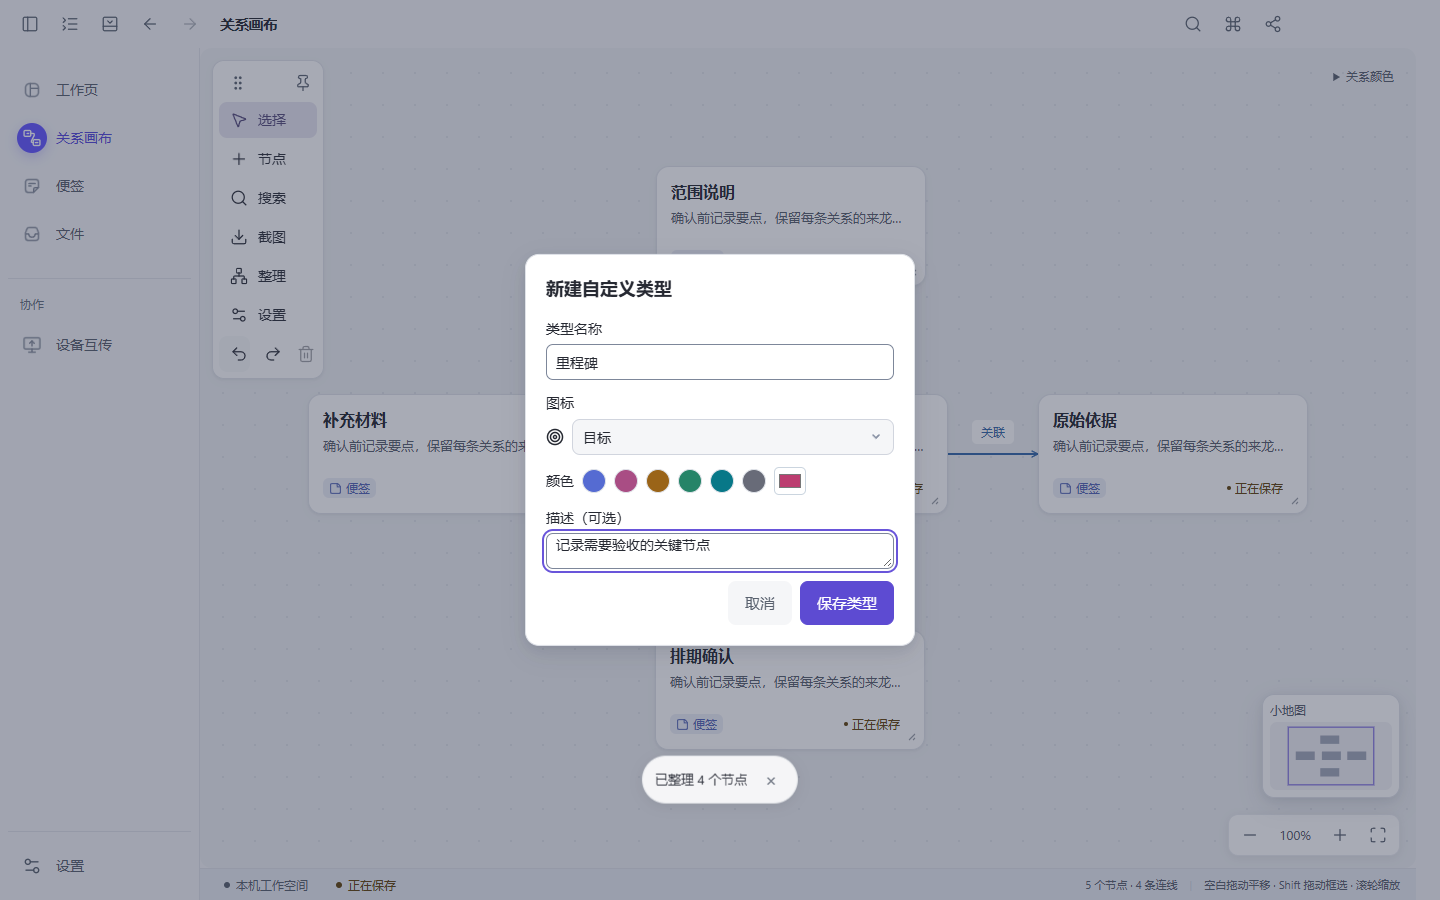 关系画布
工作页
关系画布
便签
文件
协作
设备互传
设置
选择
节点
搜索
截图
整理
设置
关系颜色
范围说明
确认前记录要点，保留每条关系的来龙...
补充材料
确认前记录要点，保留每条关系的来
便签
...
存
关联
原始依据
确认前记录要点，保留每条关系的来龙...
便签
正在保存
新建自定义类型
类型名称
里程碑
图标
目标
颜色
描述（可选）
记录需要验收的关键节点
取消
保存类型
排期确认
确认前记录要点，保留每条关系的来龙...
便签
正在保存
已整理 4 个节点
小地图
100%
本机工作空间
正在保存
5 个节点 · 4 条连线
空白拖动平移 · Shift 拖动框选 · 滚轮缩放